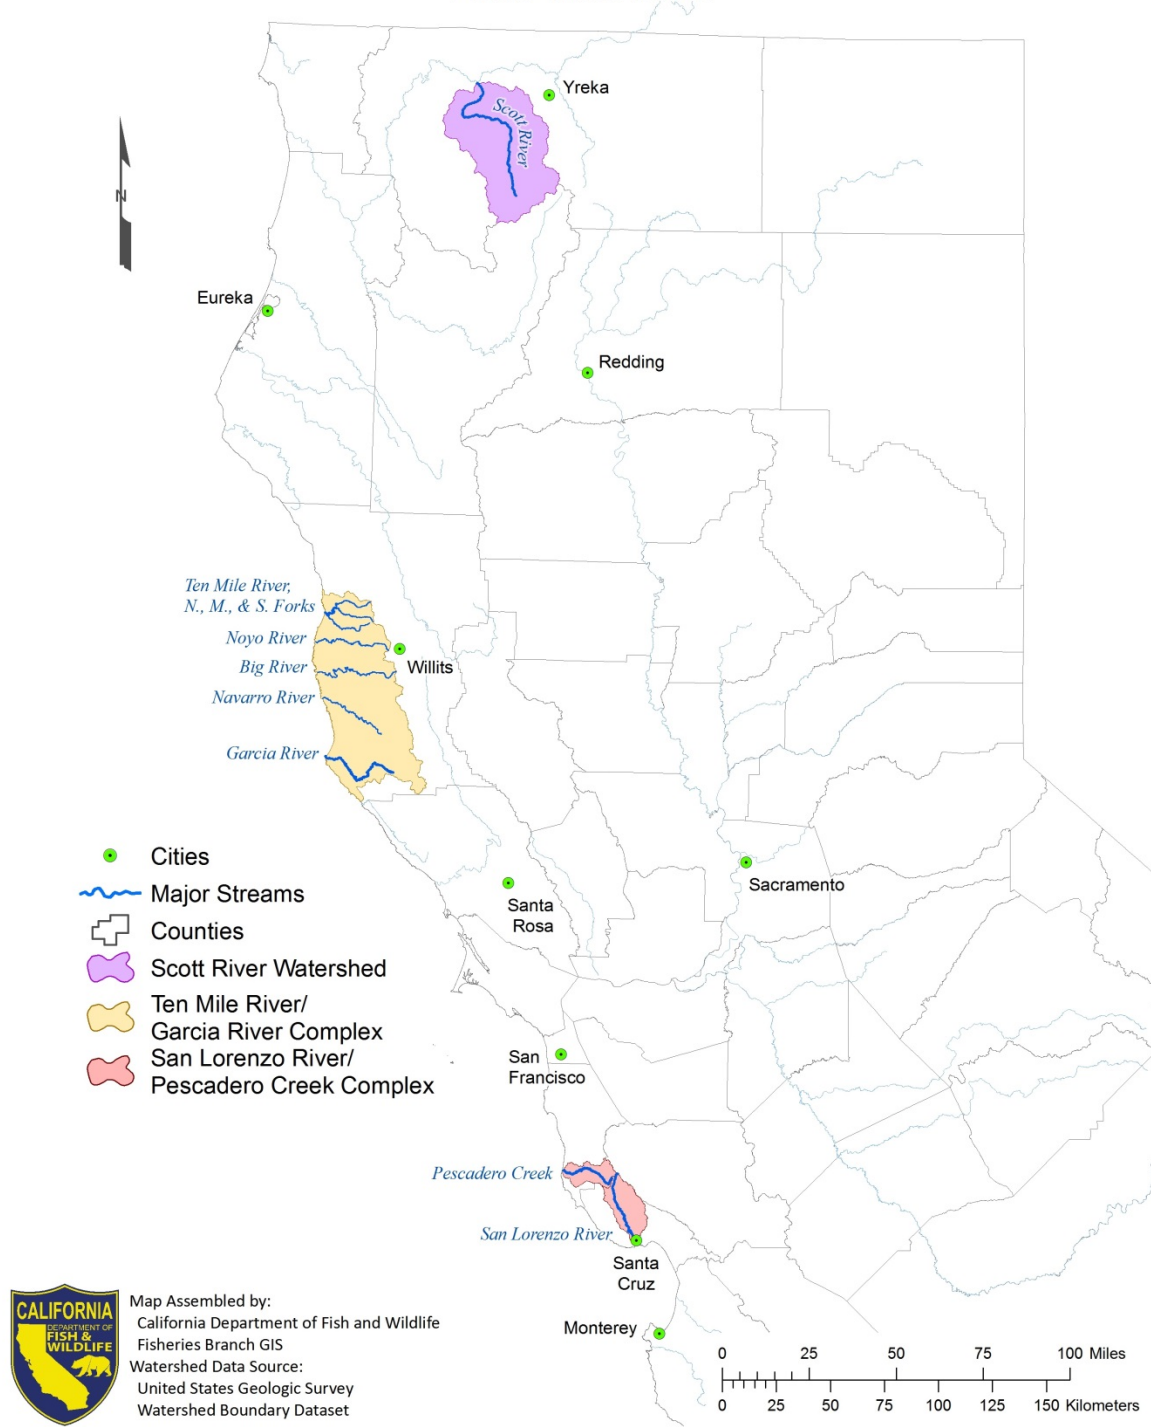 Yreka
Scott River
N
Eureka
Redding
Ten Mile River,
N., M., & S. Forks
Noyo River
Willits
Big River
Navarro River
Garcia River
Cities
Major Streams
Counties
Scott River Watershed
Ten Mile River/
Garcia River Complex
San Lorenzo River/
Pescadero Creek Complex
Sacramento
Santa
Rosa
San
Francisco
Pescadero Creek
San Lorenzo River
Santa
Cruz
Monterey
CALIFORNIA
DEPARTMENT OF
FISH &
WILDLIFE
Map Assembled by:
California Department of Fish and Wildlife
Fisheries Branch GIS
Watershed Data Source:
United States Geologic Survey
Watershed Boundary Dataset
0 25 50 75 100 Miles
0 25 50 75 100 125 150 Kilometers